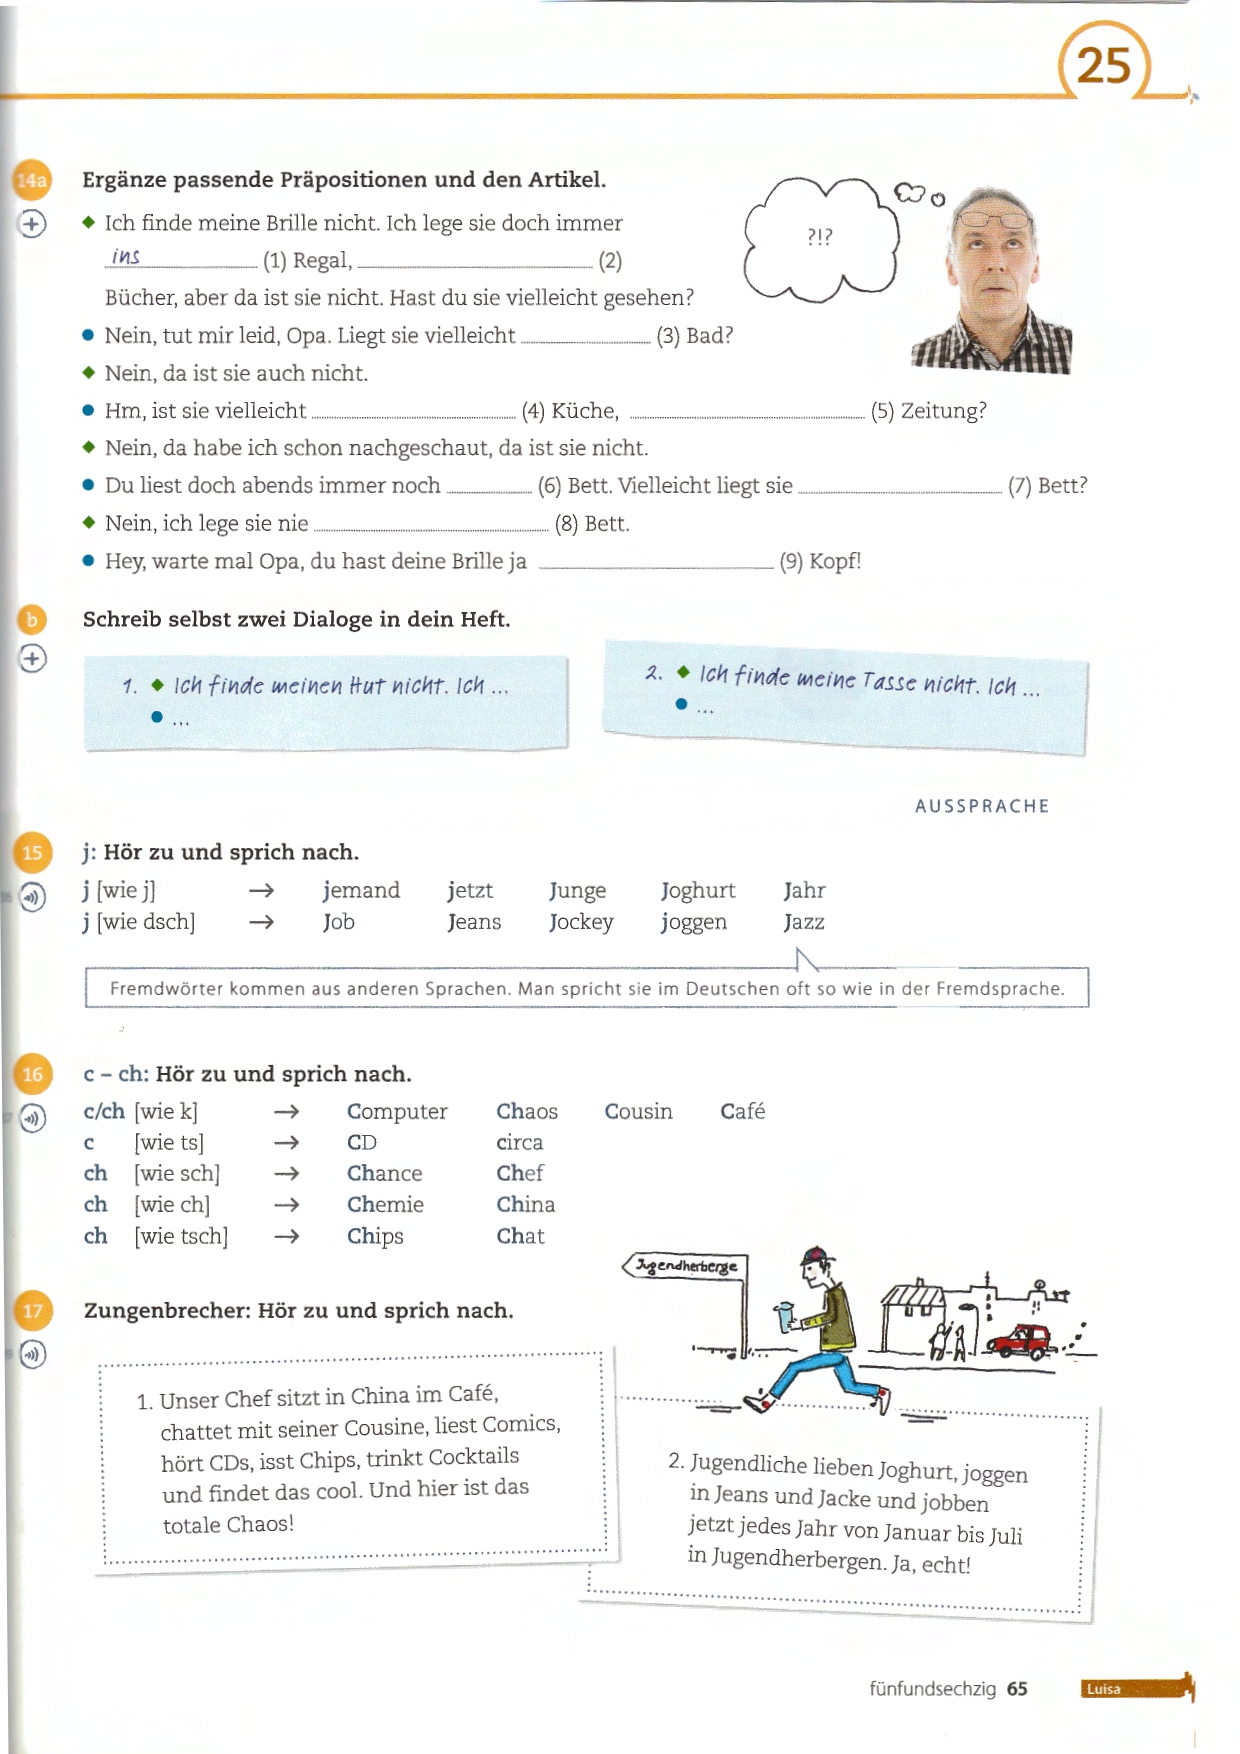 25
14a Ergänze passende Präpositionen und den Artikel.
◆ Ich finde meine Brille nicht. Ich lege sie doch immer
ins (1) Regal, ____________ (2)
Bücher, aber da ist sie nicht. Hast du sie vielleicht gesehen?
?!?
● Nein, tut mir leid, Opa. Liegt sie vielleicht ____________ (3) Bad?
◆ Nein, da ist sie auch nicht.
● Hm, ist sie vielleicht ____________ (4) Küche, ____________ (5) Zeitung?
◆ Nein, da habe ich schon nachgeschaut, da ist sie nicht.
● Du liest doch abends immer noch ____________ (6) Bett. Vielleicht liegt sie ____________ (7) Bett?
◆ Nein, ich lege sie nie ____________ (8) Bett.
● Hey, warte mal Opa, du hast deine Brille ja ____________ (9) Kopf!
b Schreib selbst zwei Dialoge in dein Heft.
1. ◆ Ich finde meinen Hut nicht. Ich ...
● ...
2. ◆ Ich finde meine Tasse nicht. Ich ...
● ...
AUSSPRACHE
15 j: Hör zu und sprich nach.
j [wie j] → jemand jetzt Junge Joghurt Jahr
j [wie dsch] → Job Jeans Jockey joggen Jazz
Fremdwörter kommen aus anderen Sprachen. Man spricht sie im Deutschen oft so wie in der Fremdsprache.
16 c – ch: Hör zu und sprich nach.
c/ch [wie k] → Computer Chaos Cousin Café
c [wie ts] → CD circa
ch [wie sch] → Chance Chef
ch [wie ch] → Chemie China
ch [wie tsch] → Chips Chat
Jugendherberge
17 Zungenbrecher: Hör zu und sprich nach.
1. Unser Chef sitzt in China im Café,
chattet mit seiner Cousine, liest Comics,
hört CDs, isst Chips, trinkt Cocktails
und findet das cool. Und hier ist das
totale Chaos!
2. Jugendliche lieben Joghurt, joggen
in Jeans und Jacke und jobben
jetzt jedes Jahr von Januar bis Juli
in Jugendherbergen. Ja, echt!
fünfundsechzig 65
Luisa